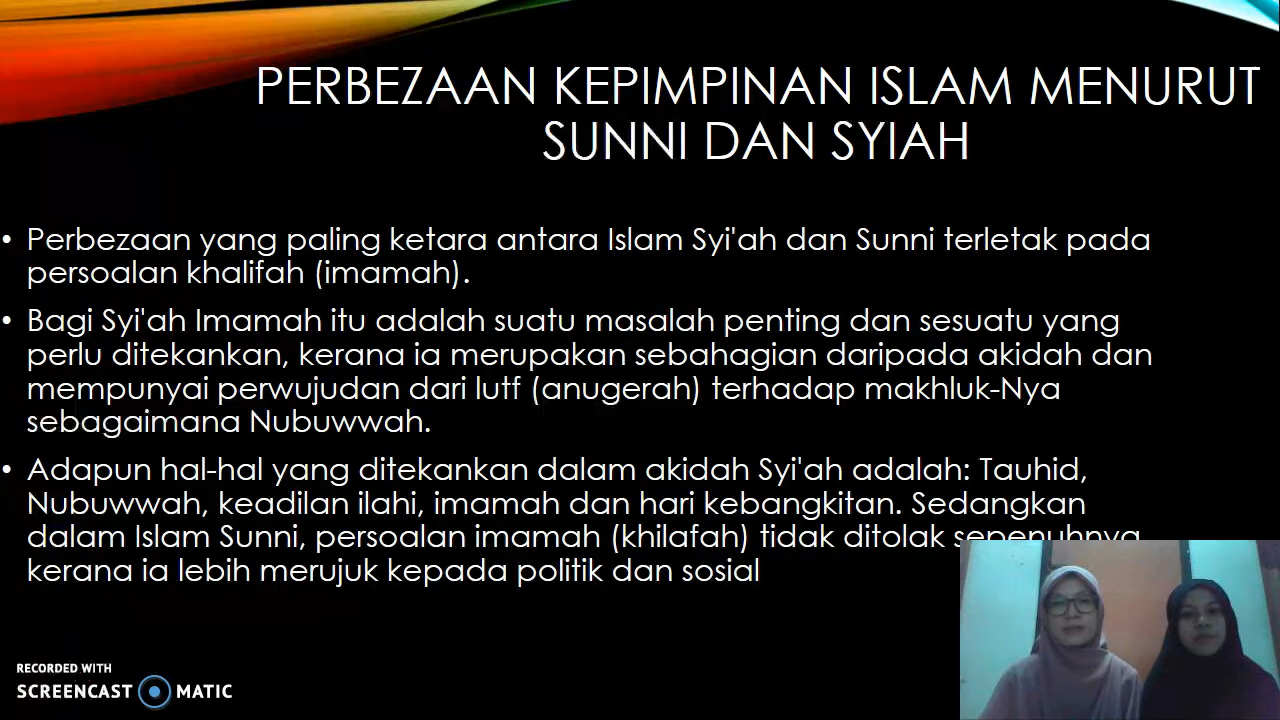 PERBEZAAN KEPIMPINAN ISLAM MENURUT
SUNNI DAN SYIAH
• Perbezaan yang paling ketara antara Islam Syi'ah dan Sunni terletak pada
persoalan khalifah (imamah).
• Bagi Syi'ah Imamah itu adalah suatu masalah penting dan sesuatu yang
perlu ditekankan, kerana ia merupakan sebahagian daripada akidah dan
mempunyai perwujudan dari lutf (anugerah) terhadap makhluk-Nya
sebagaimana Nubuwwah.
• Adapun hal-hal yang ditekankan dalam akidah Syi'ah adalah: Tauhid,
Nubuwwah, keadilan ilahi, imamah dan hari kebangkitan. Sedangkan
dalam Islam Sunni, persoalan imamah (khilafah) tidak ditolak sepenuhnya
kerana ia lebih merujuk kepada politik dan sosial
RECORDED WITH
SCREENCAST MATIC